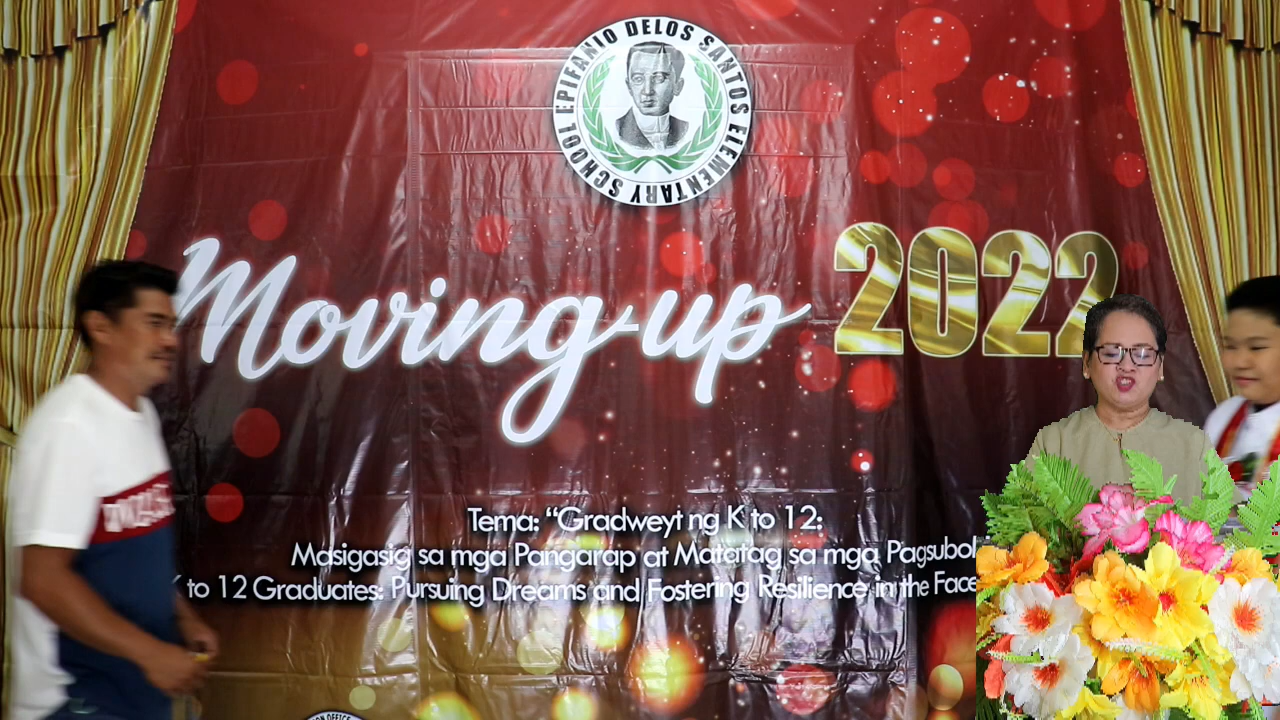 EPIFANIO DELOS SANTOS ELEMENTARY SCHOOL
Moving-up 2022
Tema: “Gradweyt ng K to 12:
Masigasig sa mga Pangarap at Matatag sa mga Pagsubok
K to 12 Graduates: Pursuing Dreams and Fostering Resilience in the Face
OFFICE